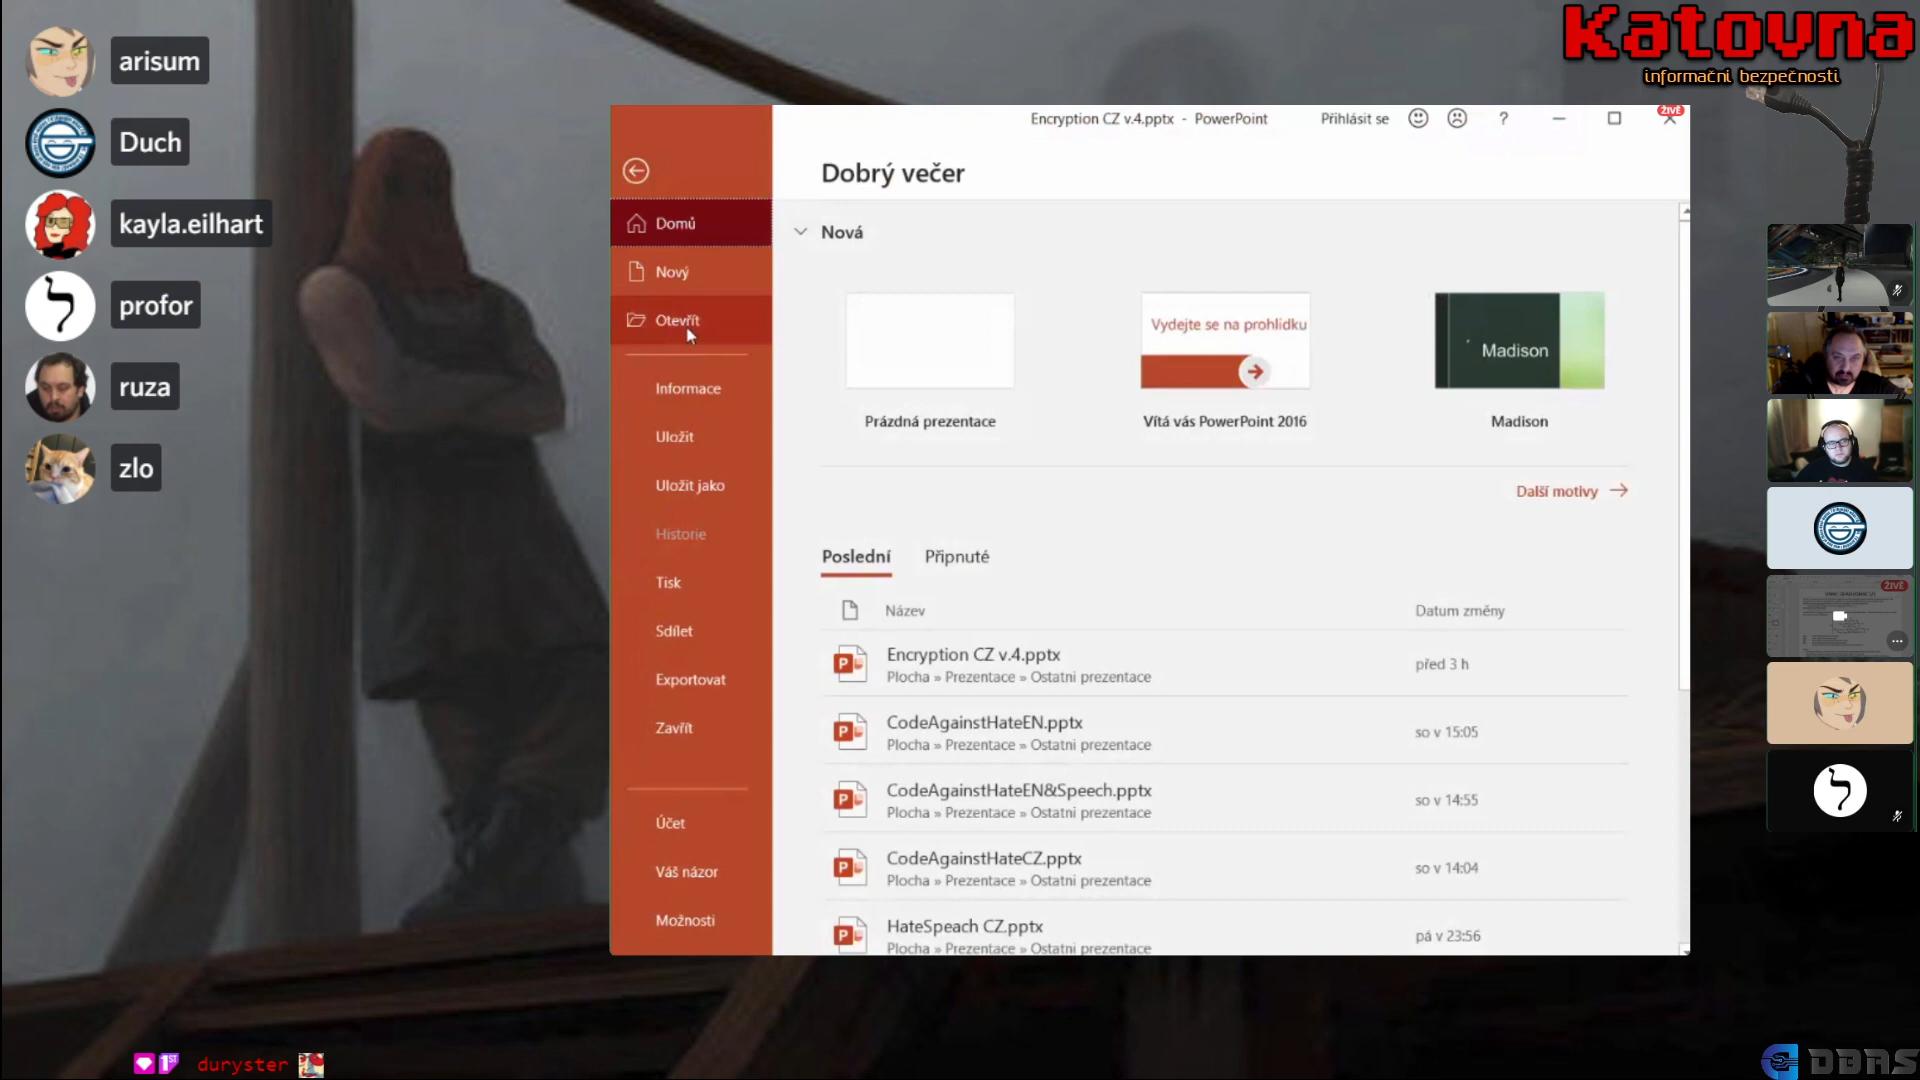 Katovna
informační bezpečnosti
arisum
Duch
kayla.eilhart
profor
ruza
zlo
ŽIVĚ
Encryption CZ v.4.pptx - PowerPoint
Přihlásit se
?
Dobrý večer
Domů
Nový
Otevřít
Informace
Uložit
Uložit jako
Historie
Tisk
Sdílet
Exportovat
Zavřít
Účet
Váš názor
Možnosti
Nová
Vydejte se na prohlídku
Madison
Prázdná prezentace
Vítá vás PowerPoint 2016
Madison
Další motivy
Poslední
Připnuté
Název
Datum změny
Encryption CZ v.4.pptx
Plocha » Prezentace » Ostatni prezentace
před 3 h
CodeAgainstHateEN.pptx
Plocha » Prezentace » Ostatni prezentace
so v 15:05
CodeAgainstHateEN&Speech.pptx
Plocha » Prezentace » Ostatni prezentace
so v 14:55
CodeAgainstHateCZ.pptx
Plocha » Prezentace » Ostatni prezentace
so v 14:04
HateSpeach CZ.pptx
Plocha » Prezentace » Ostatni prezentace
pá v 23:56
ŽIVĚ
1ST
duryster
DBAS